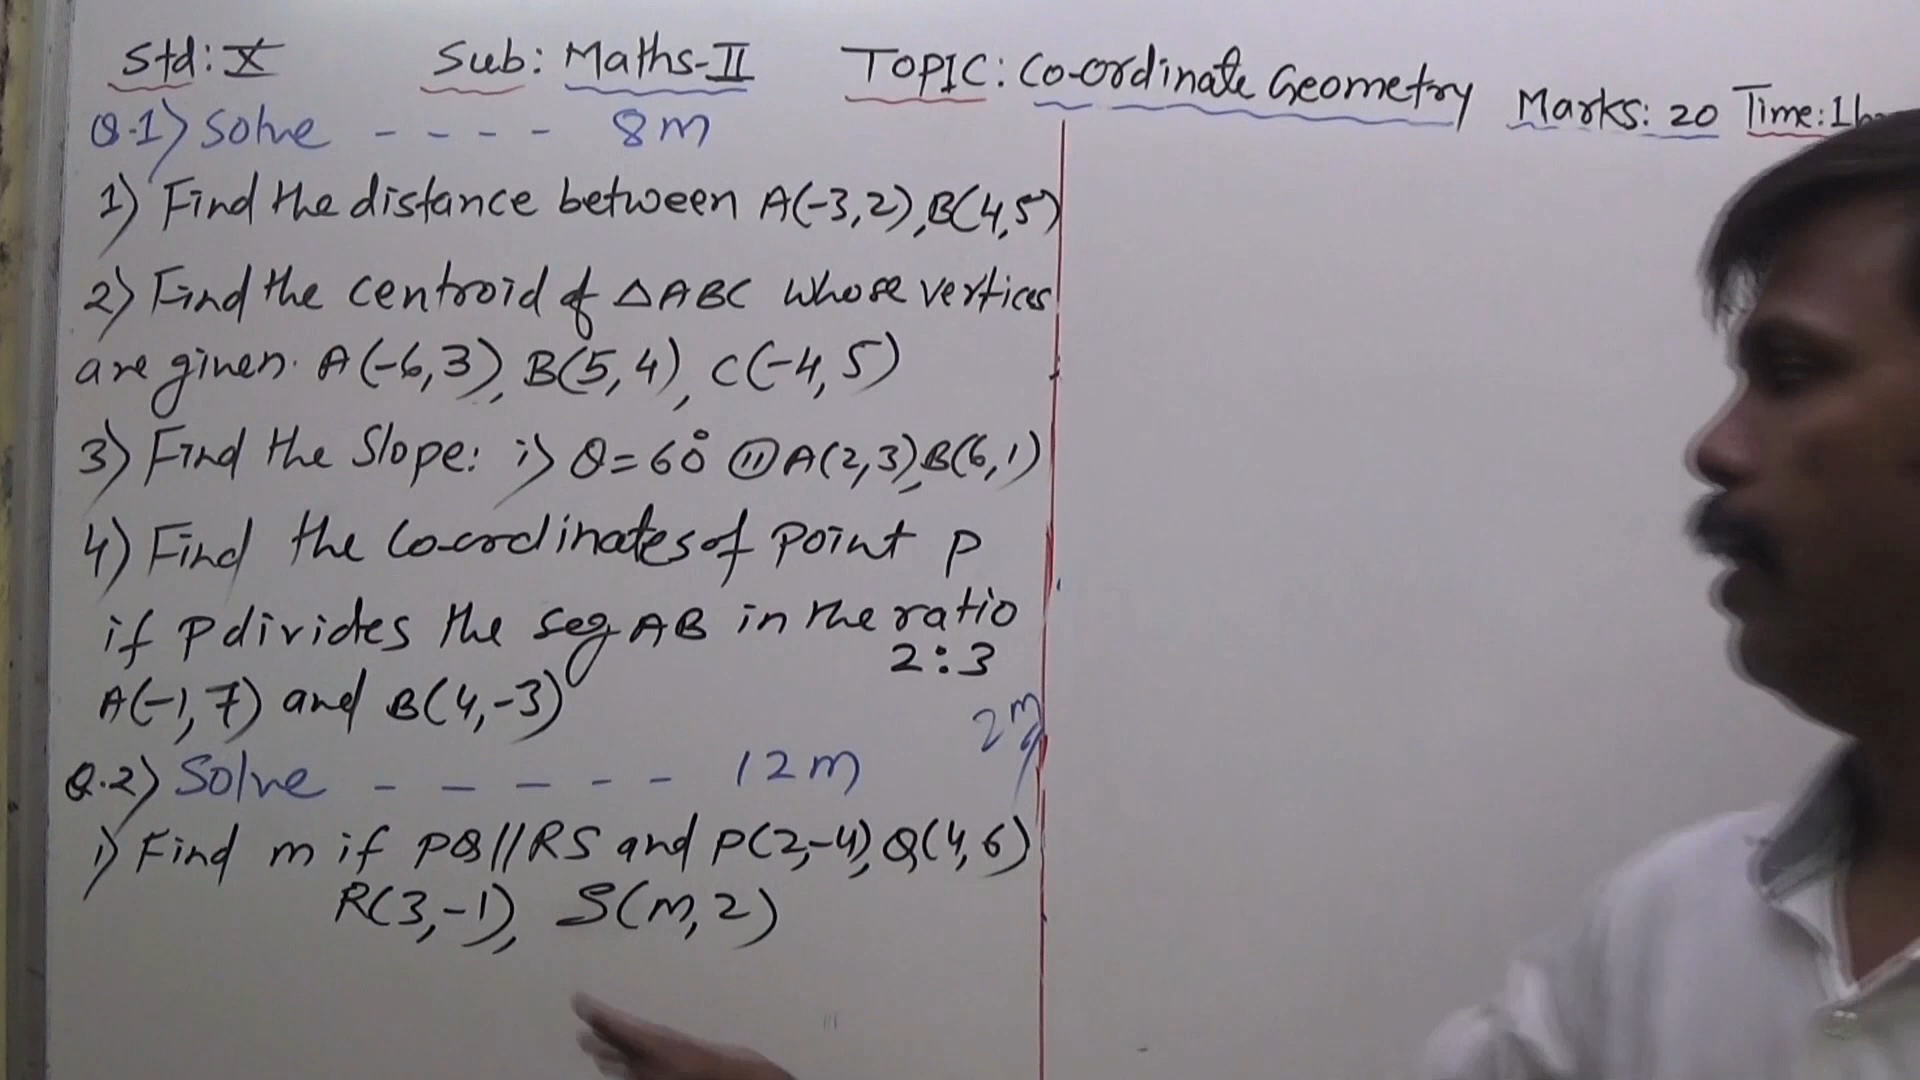 Std: X Sub: Maths-II TOPIC: Co-ordinate Geometry Marks: 20 Time: 1h
Q.1) Solve - - - - 8m
1) Find the distance between A(-3,2), B(4,5)
2) Find the centroid of △ABC whose vertices
are given. A(-6,3), B(5,4), C(-4,5)
3) Find the Slope: i) θ=60° (ii) A(2,3), B(6,1)
4) Find the Co-ordinates of point P
if P divides the seg AB in the ratio
2:3
A(-1,7) and B(4,-3)
2m
Q.2) Solve - - - - - 12m
1) Find m if PQ//RS and P(2,-4), Q(4,6)
R(3,-1), S(m,2)